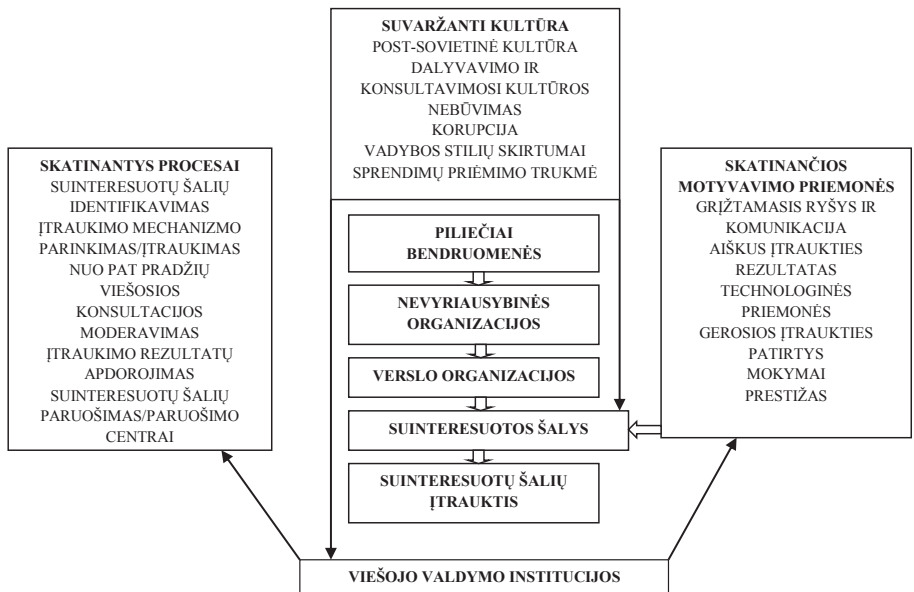 SUVARŽANTI KULTŪRA
POST-SOVIETINĖ KULTŪRA
DALYVAVIMO IR
KONSULTAVIMOSI KULTŪROS
NEBŪVIMAS
KORUPCIJA
VADYBOS STILIŲ SKIRTUMAI
SPRENDIMŲ PRIĖMIMO TRUKMĖ
SKATINANTYS PROCESAI
SUINTERESUOTŲ ŠALIŲ
IDENTIFIKAVIMAS
ĮTRAUKIMO MECHANIZMO
PARINKIMAS/ĮTRAUKIMAS
NUO PAT PRADŽIŲ
VIEŠOSIOS
KONSULTACIJOS
MODERAVIMAS
ĮTRAUKIMO REZULTATŲ
APDOROJIMAS
SUINTERESUOTŲ ŠALIŲ
PARUOŠIMAS/PARUOŠIMO
CENTRAI
PILIEČIAI
BENDRUOMENĖS
NEVYRIAUSYBINĖS
ORGANIZACIJOS
VERSLO ORGANIZACIJOS
SUINTERESUOTOS ŠALYS
SUINTERESUOTŲ ŠALIŲ
ĮTRAUKTIS
SKATINANČIOS
MOTYVAVIMO PRIEMONĖS
GRĮŽTAMASIS RYŠYS IR
KOMUNIKACIJA
AIŠKUS ĮTRAUKTIES
REZULTATAS
TECHNOLOGINĖS
PRIEMONĖS
GEROSIOS ĮTRAUKTIES
PATIRTYS
MOKYMAI
PRESTIŽAS
VIEŠOJO VALDYMO INSTITUCIJOS